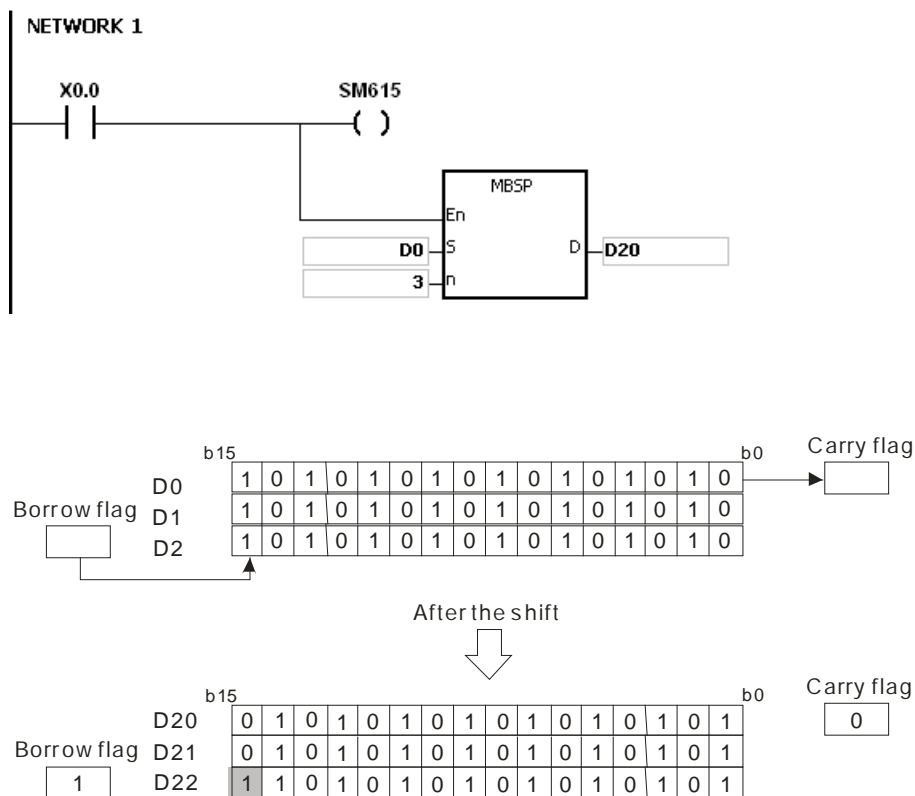 NETWORK 1
X0.0 SM615
( )
MBSP
En
D0 S D D20
3 n
b15 b0 Carry flag
D0 1 0 1 0 1 0 1 0 1 0 1 0 1 0 1 0
Borrow flag D1 1 0 1 0 1 0 1 0 1 0 1 0 1 0 1 0
D2 1 0 1 0 1 0 1 0 1 0 1 0 1 0 1 0
After the shift
b15 b0 Carry flag
D20 0 1 0 1 0 1 0 1 0 1 0 1 0 1 0 1 0
Borrow flag D21 0 1 0 1 0 1 0 1 0 1 0 1 0 1 0 1
1 D22 1 1 0 1 0 1 0 1 0 1 0 1 0 1 0 1